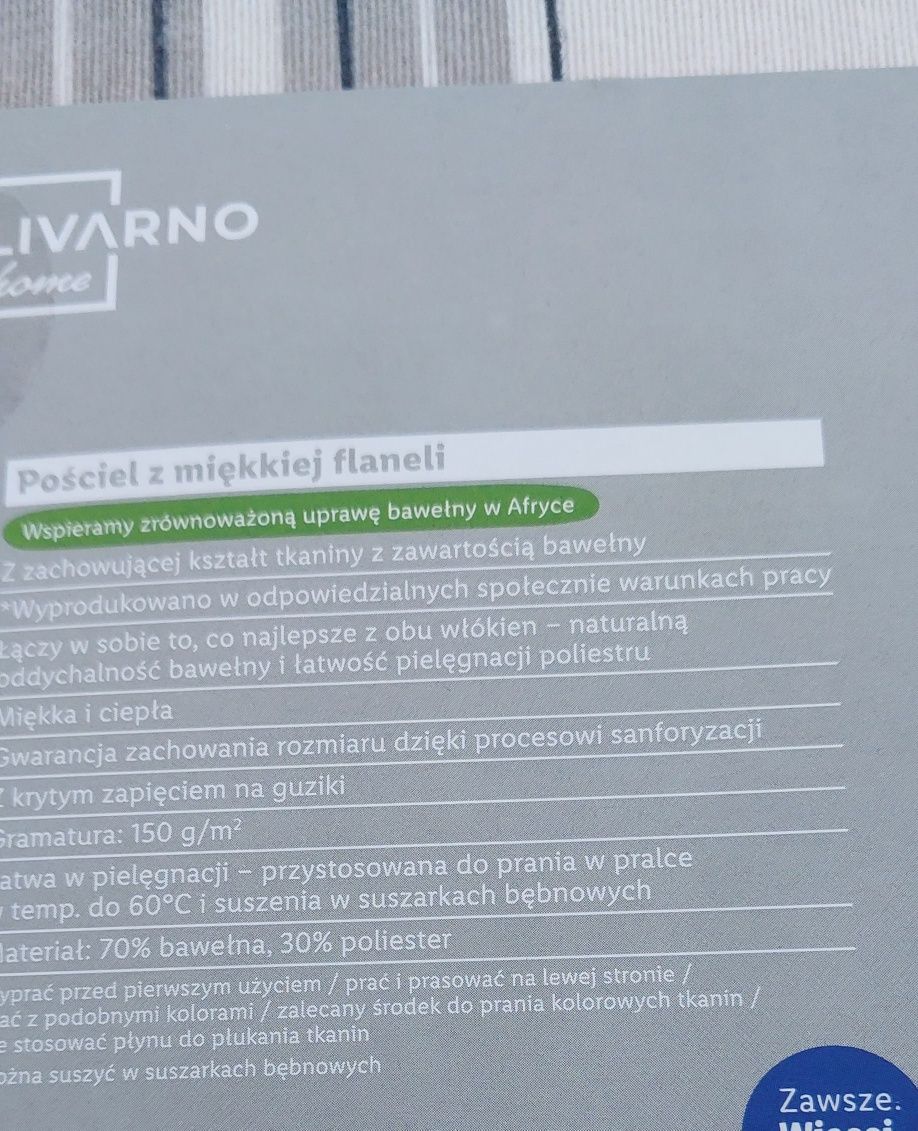 LIVARNO
home
Pościel z miękkiej flaneli
Wspieramy zrównoważoną uprawę bawełny w Afryce
Z zachowującej kształt tkaniny z zawartością bawełny
*Wyprodukowano w odpowiedzialnych społecznie warunkach pracy
Łączy w sobie to, co najlepsze z obu włókien – naturalną
oddychalność bawełny i łatwość pielęgnacji poliestru
Miękka i ciepła
Gwarancja zachowania rozmiaru dzięki procesowi sanforyzacji
Z krytym zapięciem na guziki
Gramatura: 150 g/m²
atwa w pielęgnacji – przystosowana do prania w pralce
temp. do 60°C i suszenia w suszarkach bębnowych
ateriał: 70% bawełna, 30% poliester
yprać przed pierwszym użyciem / prać i prasować na lewej stronie /
ać z podobnymi kolorami / zalecany środek do prania kolorowych tkanin /
e stosować płynu do płukania tkanin
ożna suszyć w suszarkach bębnowych
Zawsze.